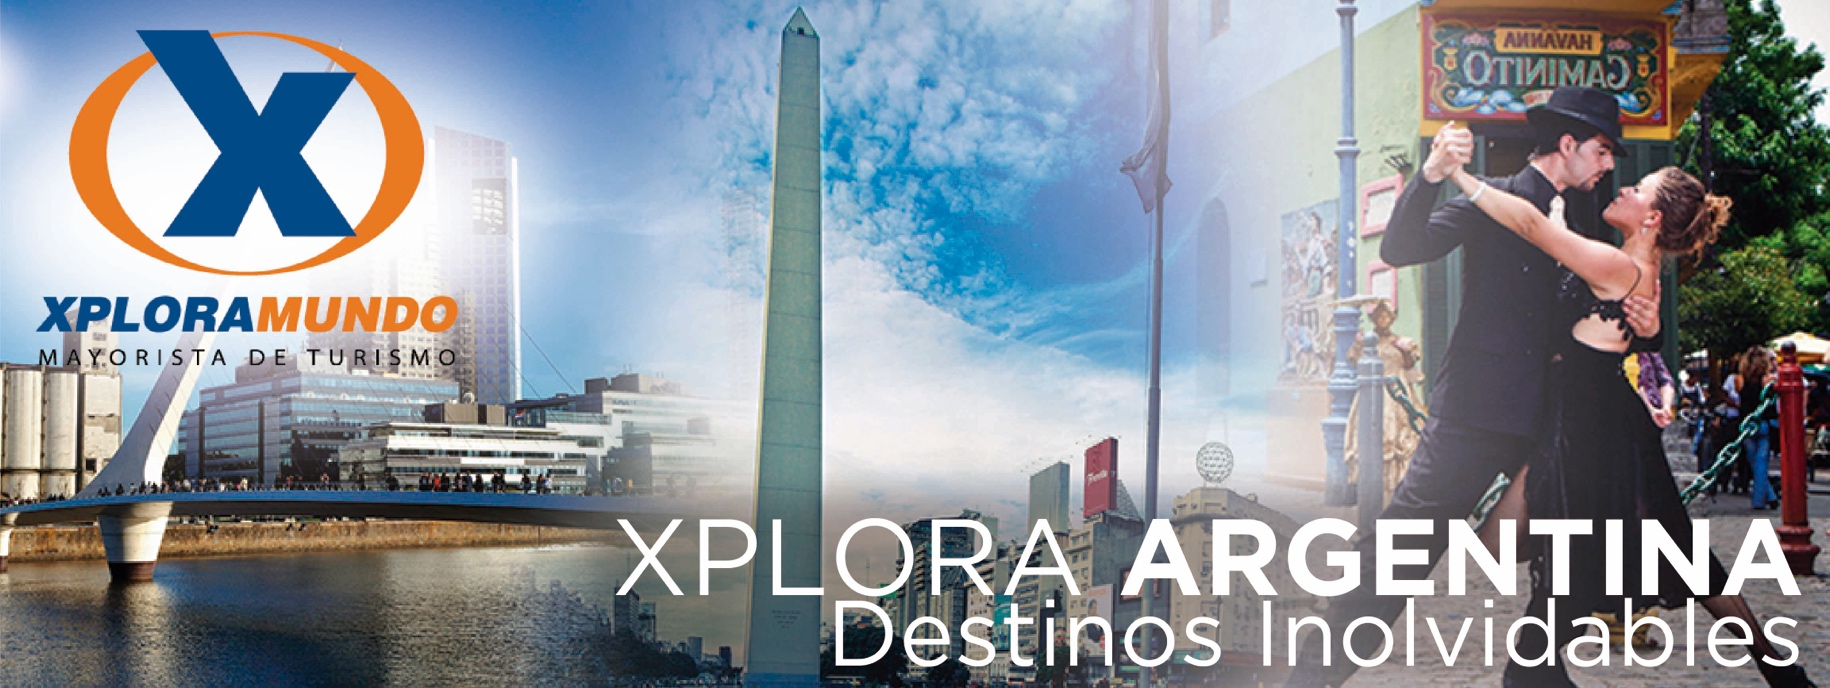 XPLORAMUNDO
MAYORISTA DE TURISMO
HAVANNA
CAMINITO
XPLORA ARGENTINA
Destinos Inolvidables